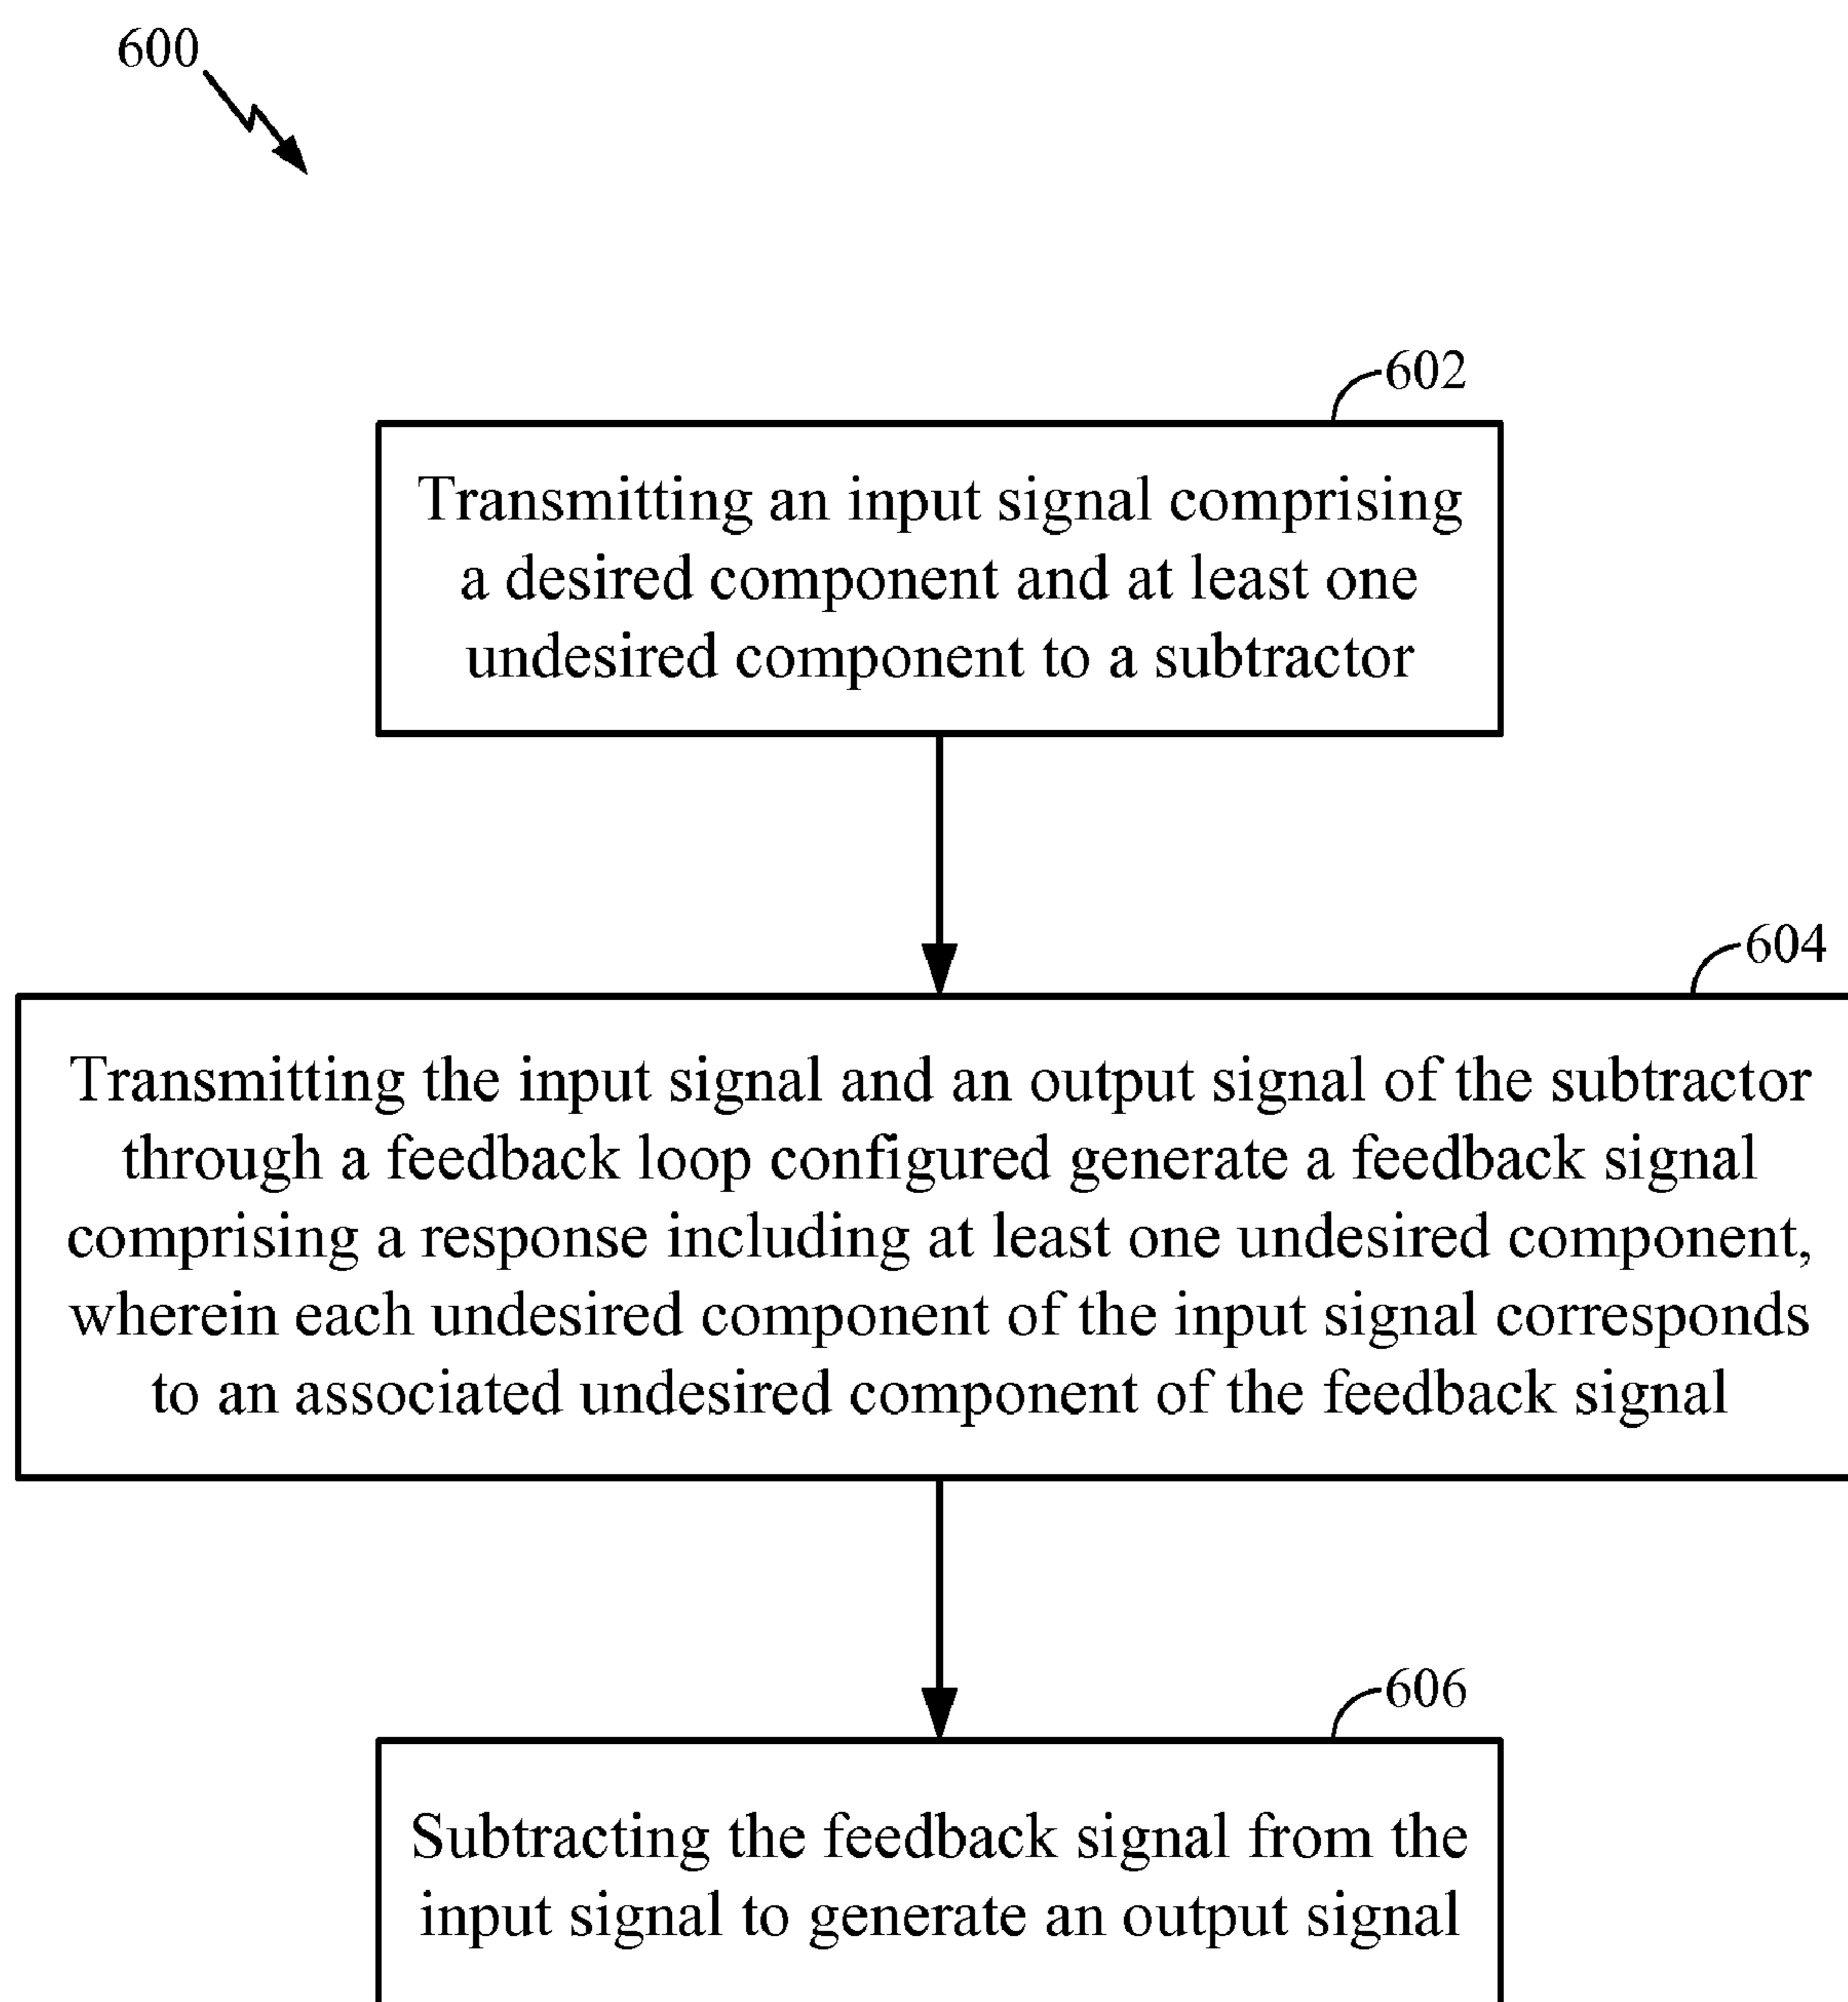 600
602
Transmitting an input signal comprising
a desired component and at least one
undesired component to a subtractor
604
Transmitting the input signal and an output signal of the subtractor
through a feedback loop configured generate a feedback signal
comprising a response including at least one undesired component,
wherein each undesired component of the input signal corresponds
to an associated undesired component of the feedback signal
606
Subtracting the feedback signal from the
input signal to generate an output signal